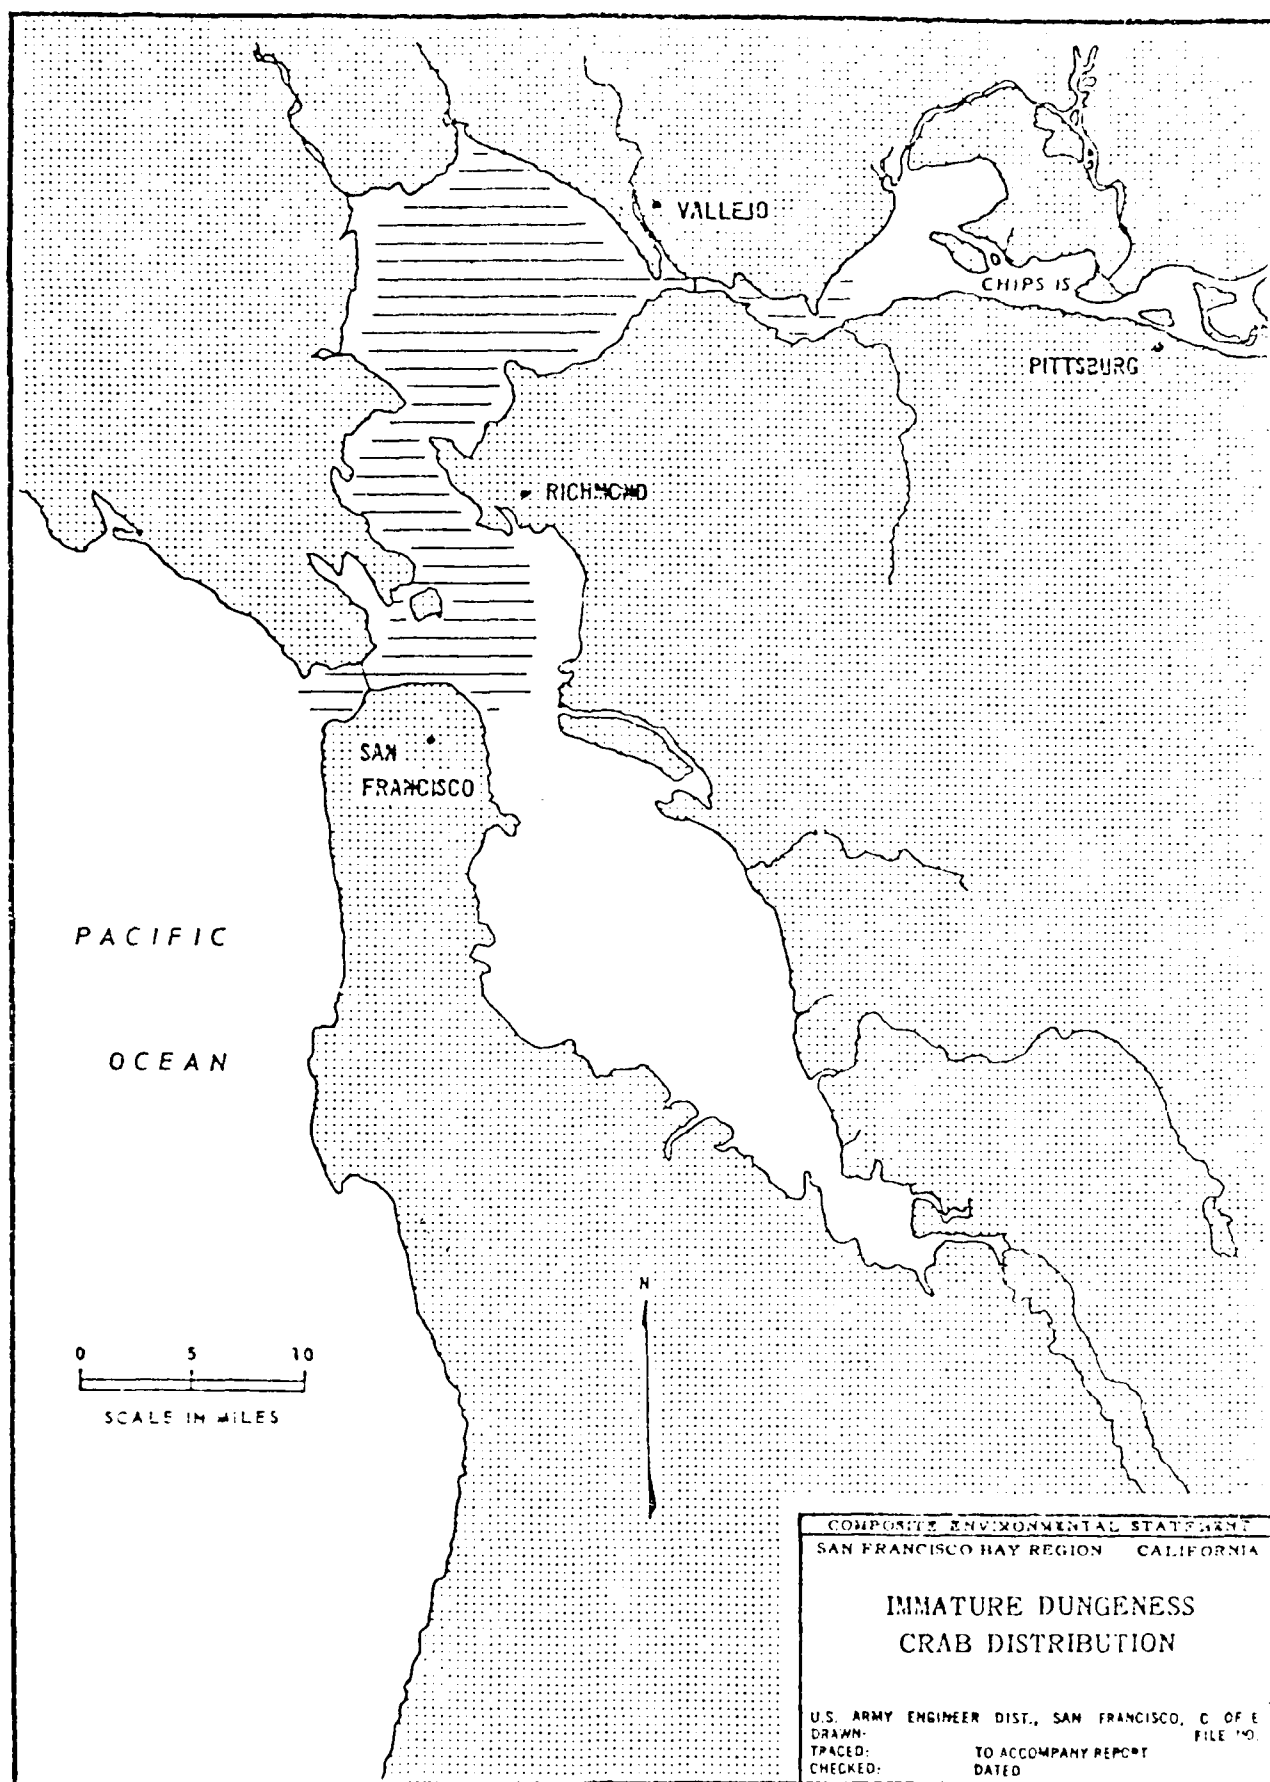 VALLEJO
CHIPS IS
PITTSBURG
RICHMOND
SAN
FRANCISCO
PACIFIC
OCEAN
N
0 5 10
SCALE IN MILES
COMPOSITE ENVIRONMENTAL STATEMENT
SAN FRANCISCO BAY REGION CALIFORNIA
IMMATURE DUNGENESS
CRAB DISTRIBUTION
U.S. ARMY ENGINEER DIST., SAN FRANCISCO, C OF E
DRAWN: FILE NO.
TRACED: TO ACCOMPANY REPORT
CHECKED: DATED